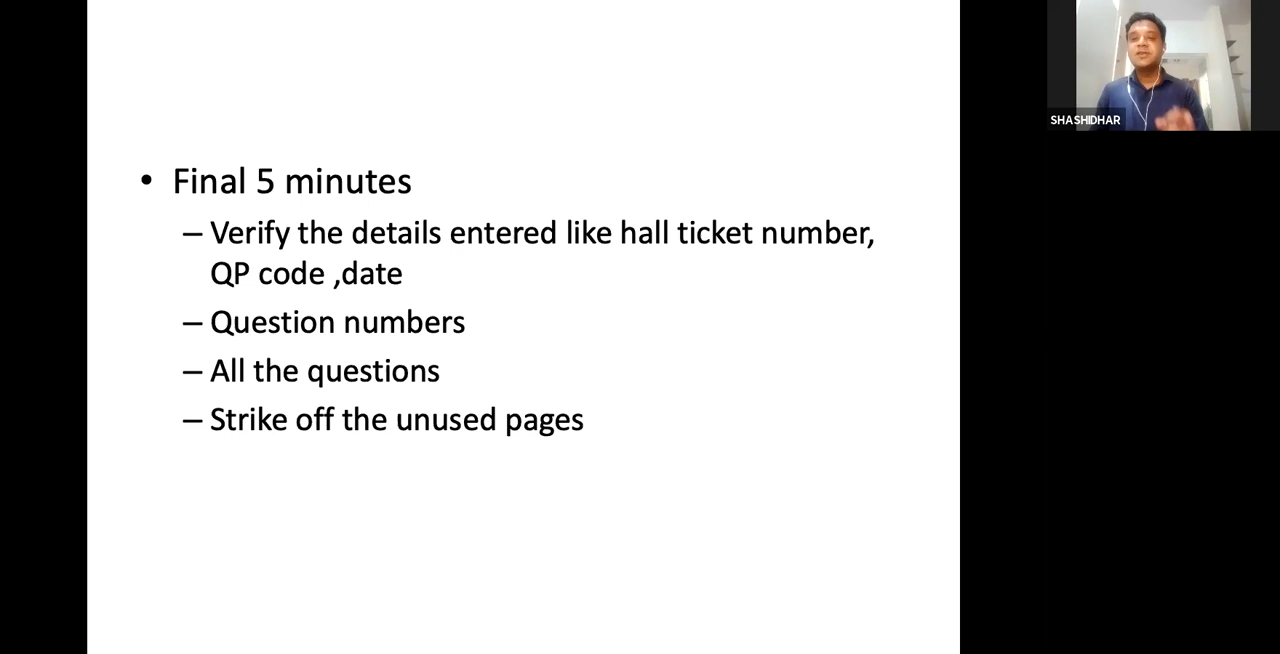 • Final 5 minutes
– Verify the details entered like hall ticket number,
QP code ,date
– Question numbers
– All the questions
– Strike off the unused pages
SHASHIDHAR